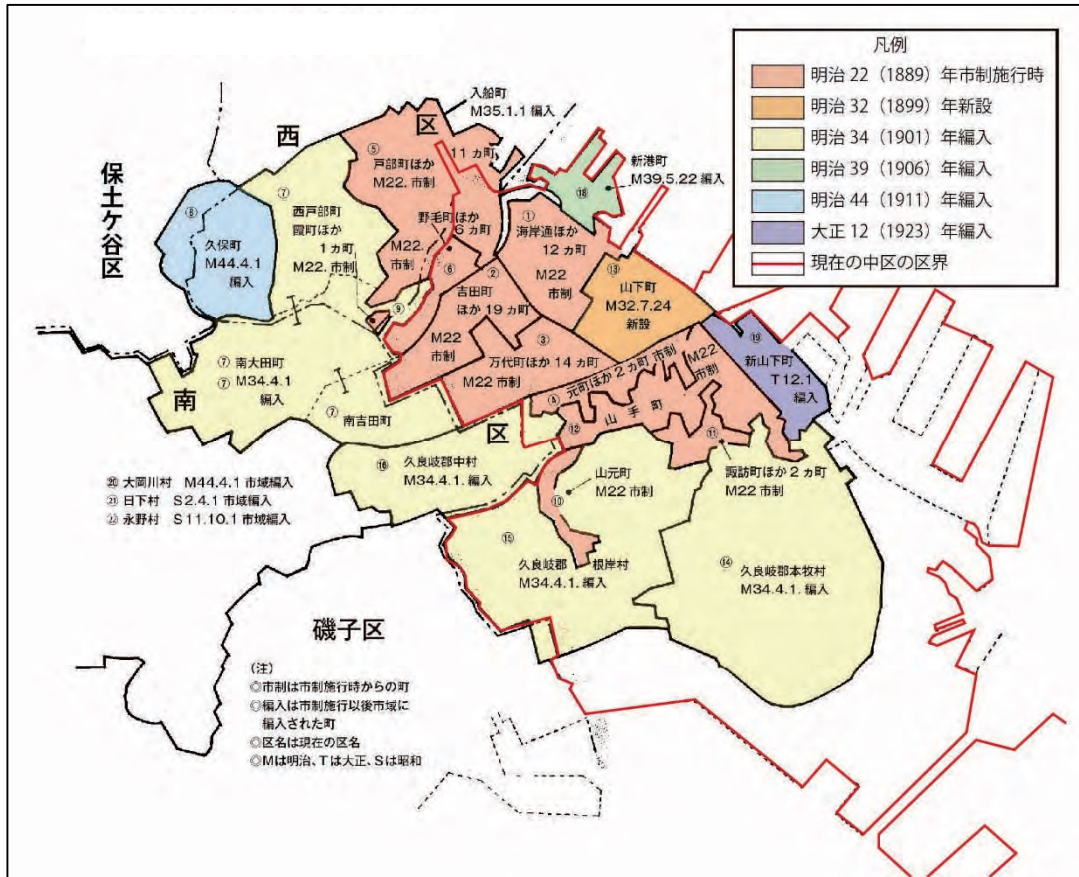 凡例
明治 22（1889）年市制施行時
明治 32（1899）年新設
明治 34（1901）年編入
明治 39（1906）年編入
明治 44（1911）年編入
大正 12（1923）年編入
現在の中区の区界
入船町
M35.1.1 編入
西
区
11ヵ町
新港町
M39.5.22 編入
⑱
保土ケ谷区
⑤
戸部町ほか
M22. 市制
⑦
西戸部町
霞町ほか
1ヵ町
M22. 市制
⑧
久保町
M44.4.1
編入
野毛町ほか
6ヵ町
M22.
市制
⑥
①
海岸通ほか
12ヵ町
M22
市制
②
吉田町
ほか 19ヵ町
M22
市制
⑨
⑬
山下町
M32.7.24
新設
③
万代町ほか 14ヵ町
M22 市制
④
元町ほか 2ヵ町 市制
M22
市制
⑲
新山下町
T12.1
編入
⑦
南大田町
⑦
M34.4.1
編入
南
区
⑦
南吉田町
⑫
山手町
⑪
諏訪町ほか 2ヵ町
M22 市制
⑯
久良岐郡中村
M34.4.1. 編入
山元町
M22 市制
⑩
⑳ 大岡川村 M44.4.1 市域編入
㉑ 日下村 S2.4.1 市域編入
㉒ 永野村 S11.10.1 市域編入
⑮
久良岐郡 根岸村
M34.4.1. 編入
⑭
久良岐郡本牧村
M34.4.1. 編入
磯子区
（注）
◎市制は市制施行時からの町
◎編入は市制施行以後市域に
編入された町
◎区名は現在の区名
◎Mは明治、Tは大正、Sは昭和